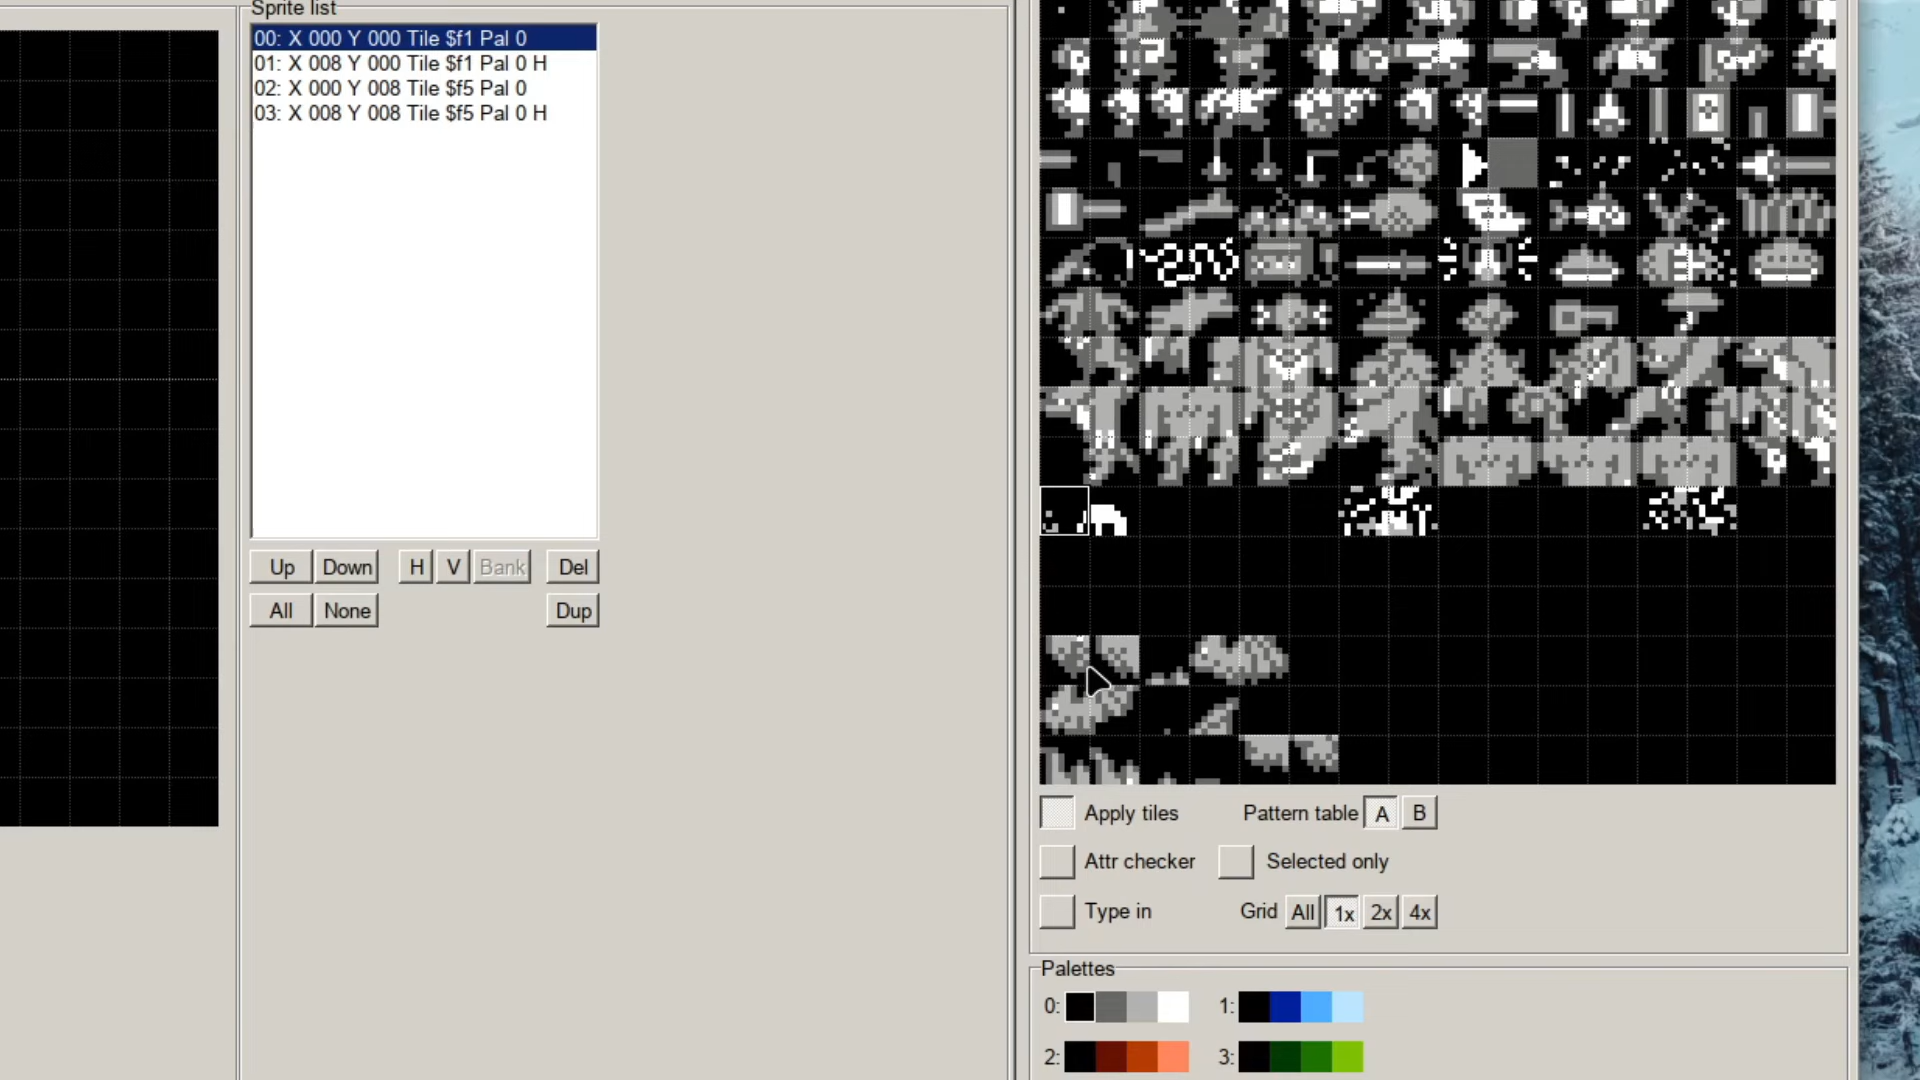 Sprite list
00: X 000 Y 000 Tile $f1 Pal 0
01: X 008 Y 000 Tile $f1 Pal 0 H
02: X 000 Y 008 Tile $f5 Pal 0
03: X 008 Y 008 Tile $f5 Pal 0 H
Up Down H V Bank Del
All None Dup
Apply tiles Pattern table A B
Attr checker Selected only
Type in Grid All 1x 2x 4x
Palettes
0: 1:
2: 3: